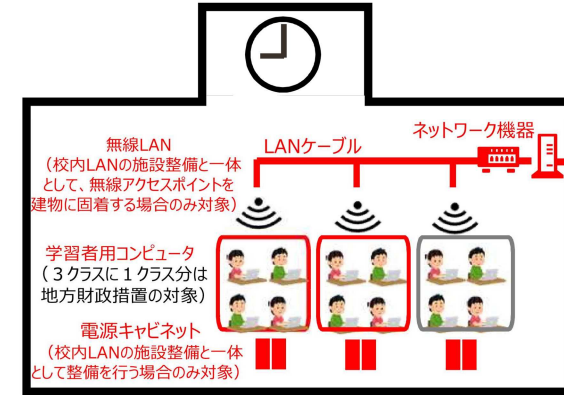 ネットワーク機器
無線LAN
LANケーブル
（校内LANの施設整備と一体
として、無線アクセスポイントを
建物に固着する場合のみ対象）
学習者用コンピュータ
（３クラスに１クラス分は
地方財政措置の対象）
電源キャビネット
（校内LANの施設整備と一体
として整備を行う場合のみ対象）